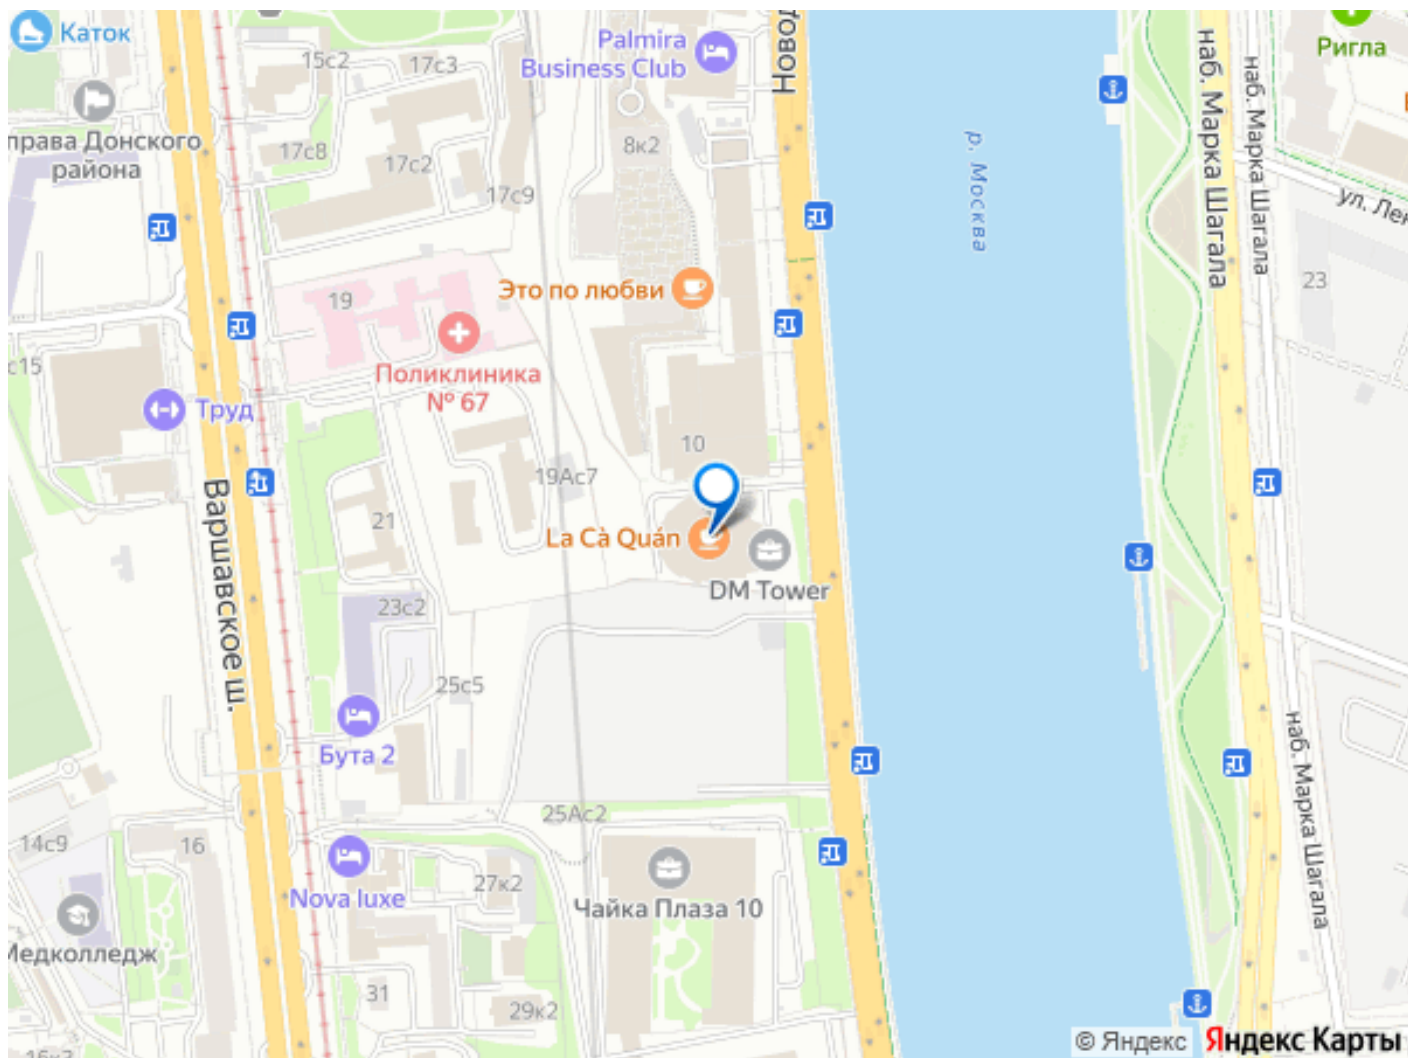 Каток
Palmira
Business Club
Новод
Ригла
15с2
17с3
права Донского
района
17с8
17с2
8к2
17с9
р. Москва
наб. Марка Шагала
наб. Марка Шагала
ул. Лен
23
19
Это по любви
Поликлиника
№ 67
с15
Труд
10
19Ас7
Варшавское ш.
21
La Cà Quán
DM Tower
23с2
25с5
Бута 2
наб. Марка Шагала
25Ас2
14с9
16
Nova luxe
27к2
Чайка Плаза 10
Медколледж
31
29к2
© Яндекс
Яндекс Карты